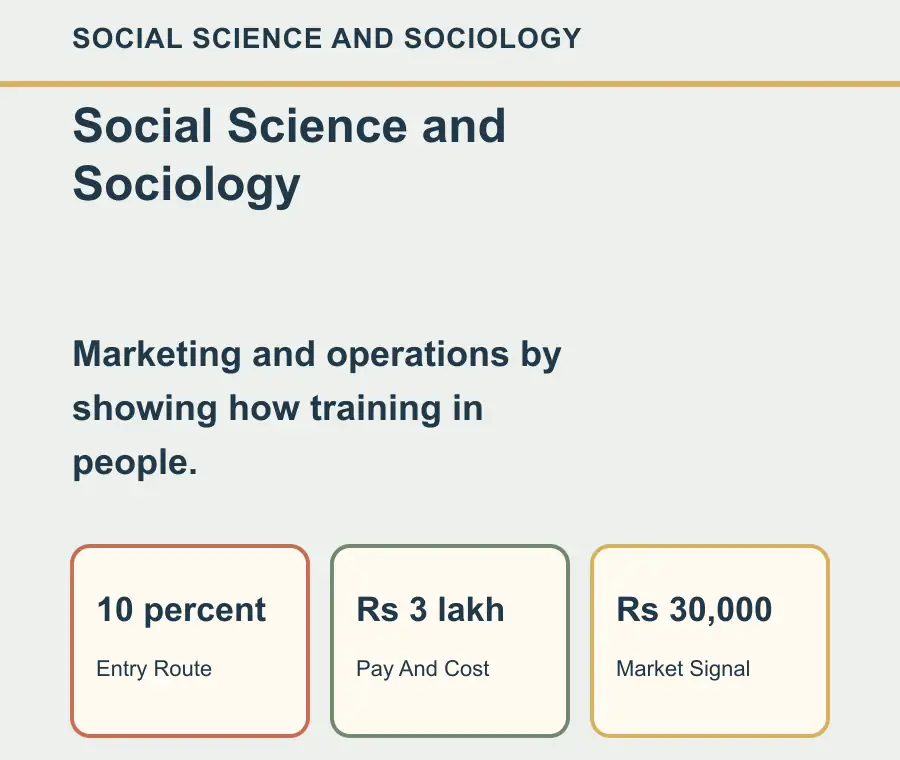 SOCIAL SCIENCE AND SOCIOLOGY
Social Science and
Sociology
Marketing and operations by
showing how training in
people.
10 percent
Entry Route
Rs 3 lakh
Pay And Cost
Rs 30,000
Market Signal